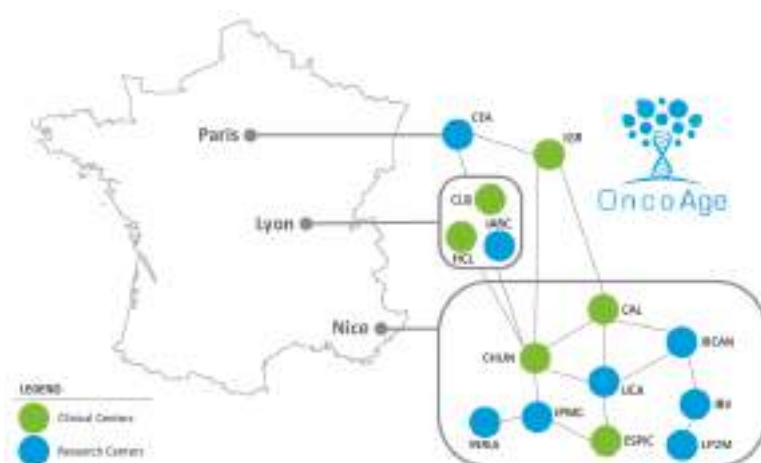 CEA
IGR
Paris
OncoAge
CLB
IARC
Lyon
HCL
CAL
Nice
IRCAN
CHUN
UCA
LEGEND
IBV
Clinical Centers
IPMC
INRIA
ESPIC
LP2M
Research Centers